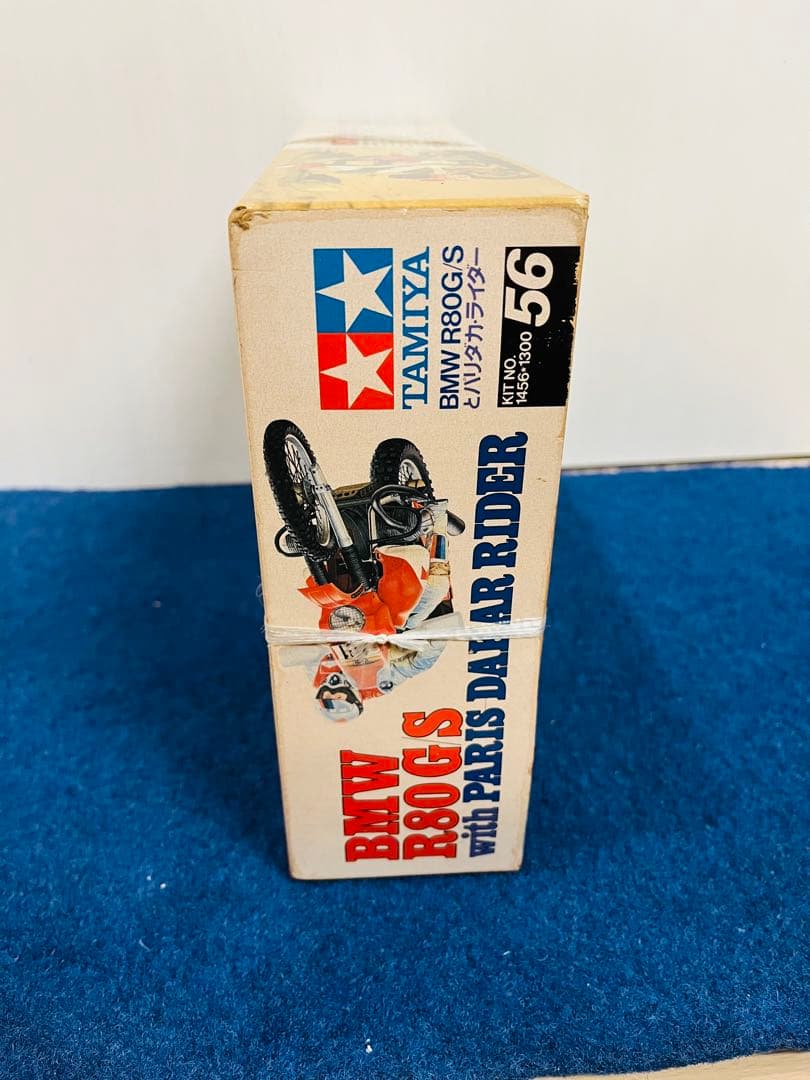 TAMIYA
BMW R80G/S
とパリダカ・ライダー
KIT NO.
1456*1300
56
BMW
R80 G/S
with PARIS DAKAR RIDER